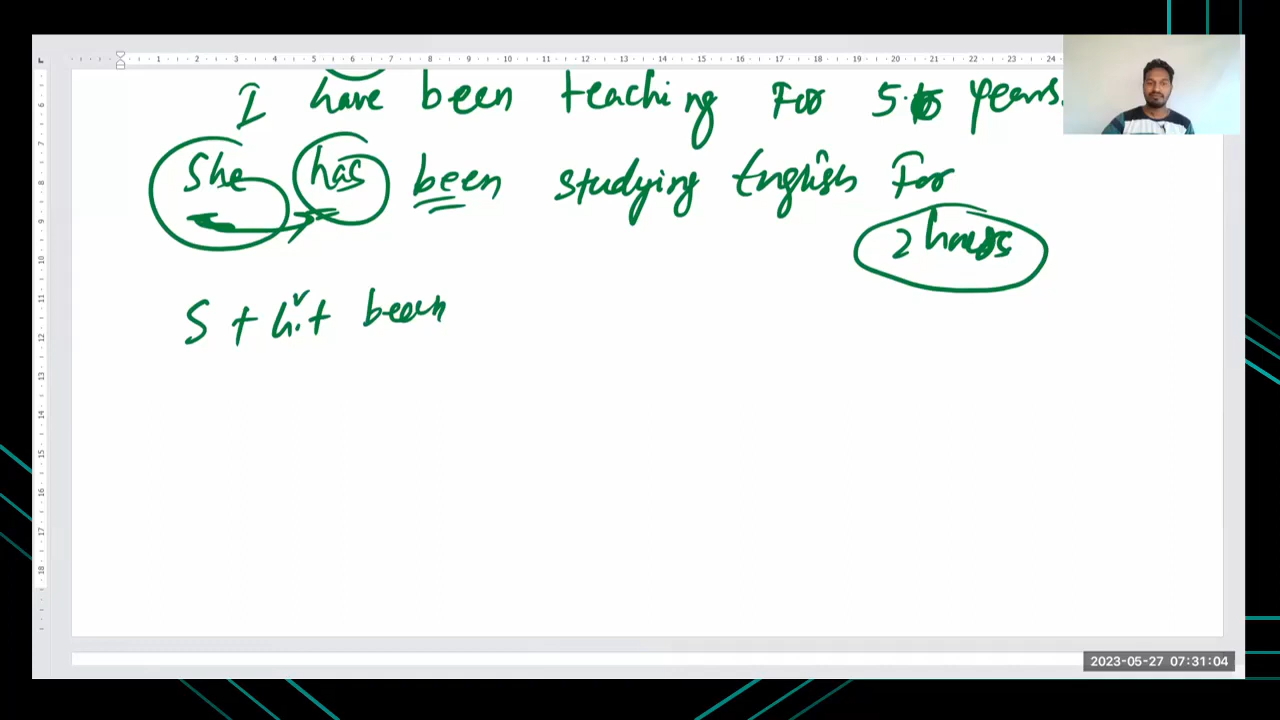 I have been teaching For 5. years.
She has been studying English For
2 hours
S + h.v + been
2023-05-27 07:31:04